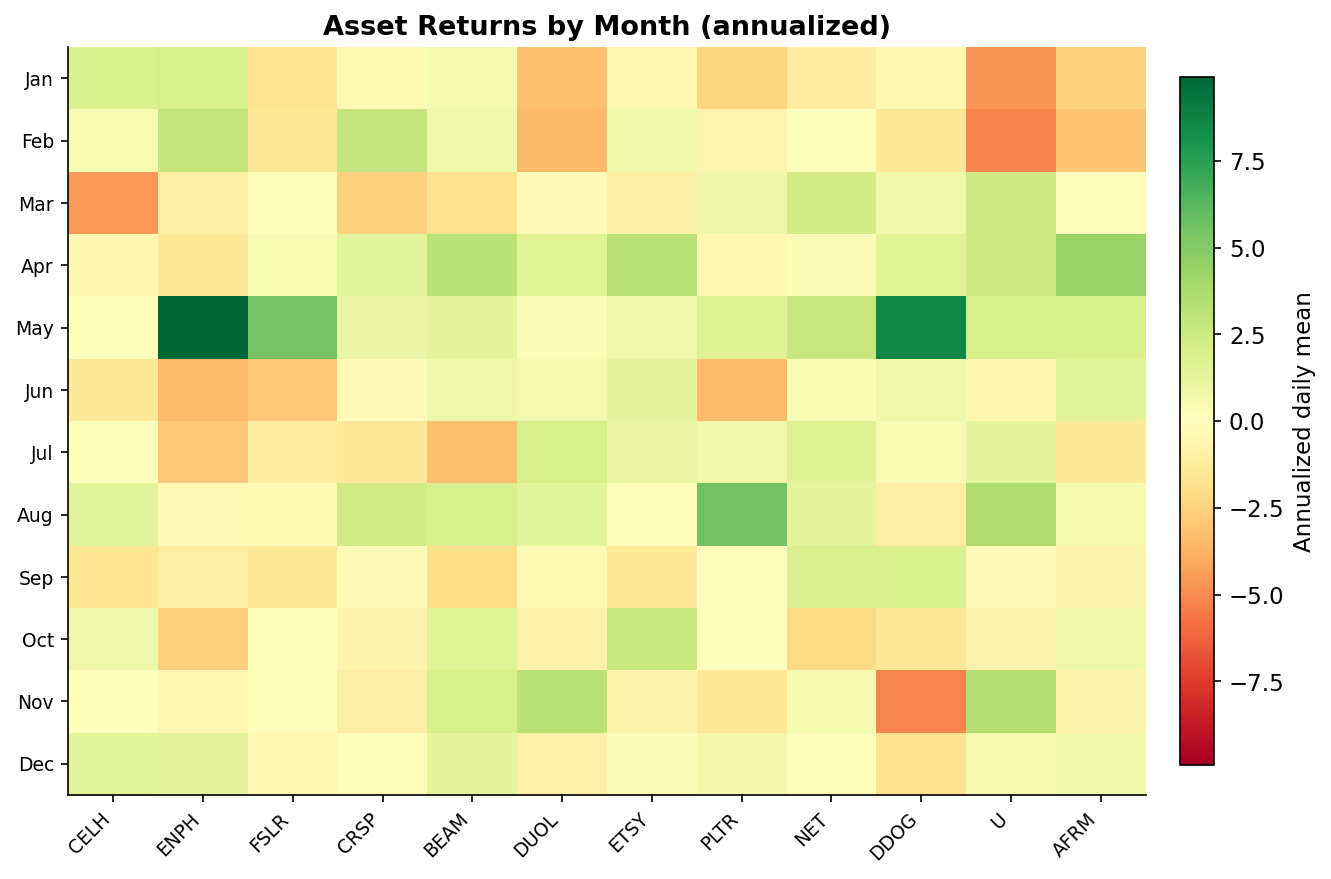 Asset Returns by Month (annualized)
Jan
Feb
Mar
Apr
May
Jun
Jul
Aug
Sep
Oct
Nov
Dec
CELH
ENPH
FSLR
CRSP
BEAM
DUOL
ETSY
PLTR
NET
DDOG
U
AFRM
7.5
5.0
2.5
0.0
−2.5
−5.0
−7.5
Annualized daily mean